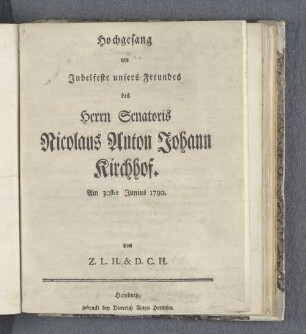 Hochgesang
am
Jubelfeste unsers Freundes
des
Herrn Senatoris
Nicolaus Anton Johann
Kirchhof.
Am 30sten Junius 1790.
von
Z. L. H. & D. C. H.
Hamburg,
gedruckt bey Dieterich Anton Harmsen.